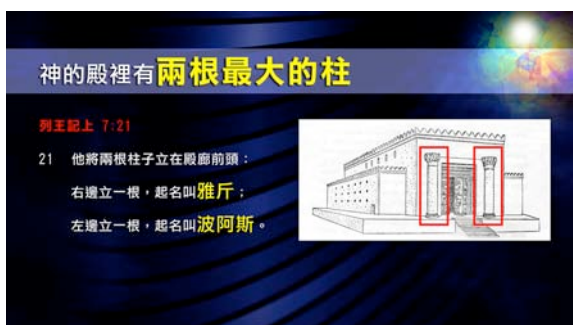 神的殿裡有兩根最大的柱
列王記上 7:21
21 他將兩根柱子立在殿廊前頭：
右邊立一根，起名叫雅斤；
左邊立一根，起名叫波阿斯。